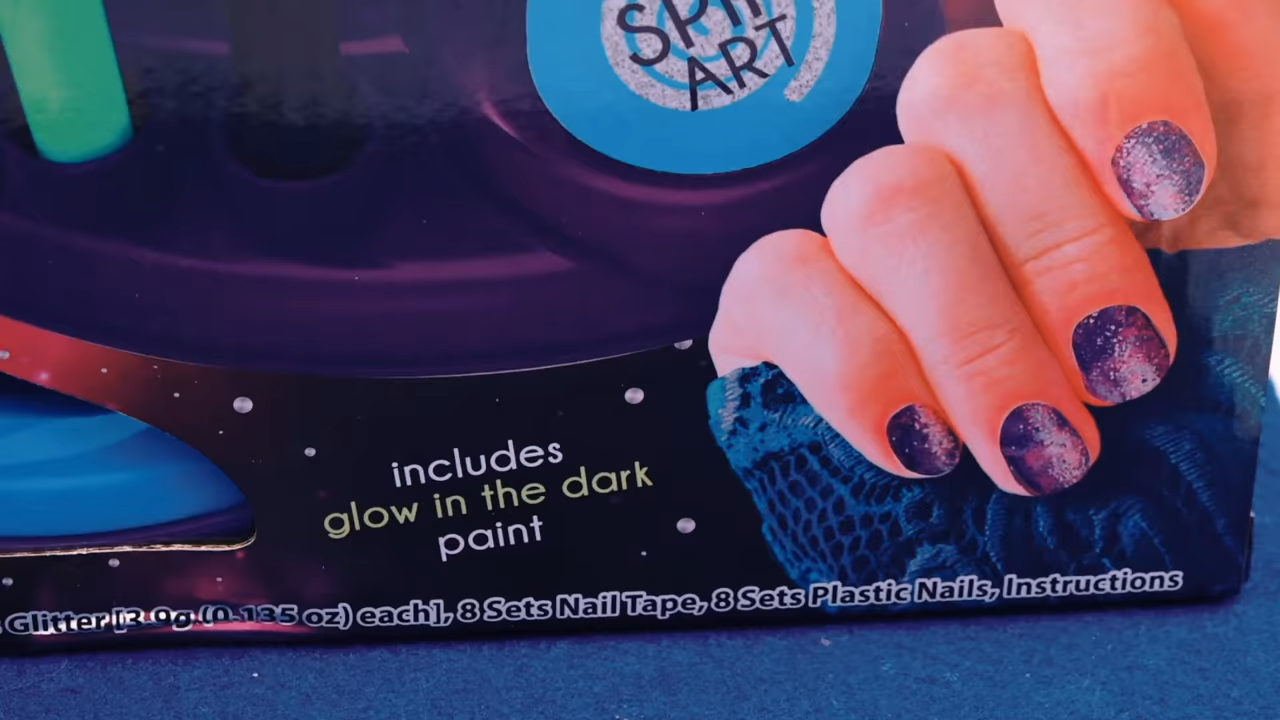 SPIN
ART
includes
glow in the dark
paint
Glitter [3.9g (0.135 oz) each], 8 Sets Nail Tape, 8 Sets Plastic Nails, Instructions